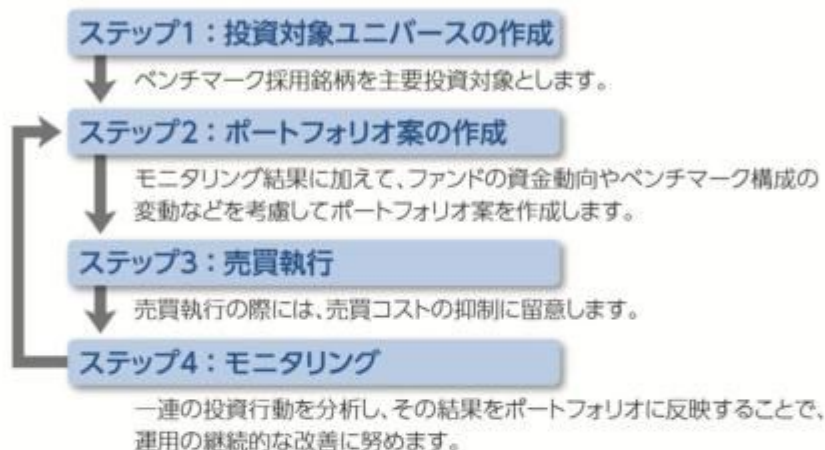 ステップ1：投資対象ユニバースの作成
ベンチマーク採用銘柄を主要投資対象とします。
ステップ2：ポートフォリオ案の作成
モニタリング結果に加えて、ファンドの資金動向やベンチマーク構成の
変動などを考慮してポートフォリオ案を作成します。
ステップ3：売買執行
売買執行の際には、売買コストの抑制に留意します。
ステップ4：モニタリング
一連の投資行動を分析し、その結果をポートフォリオに反映することで、
運用の継続的な改善に努めます。